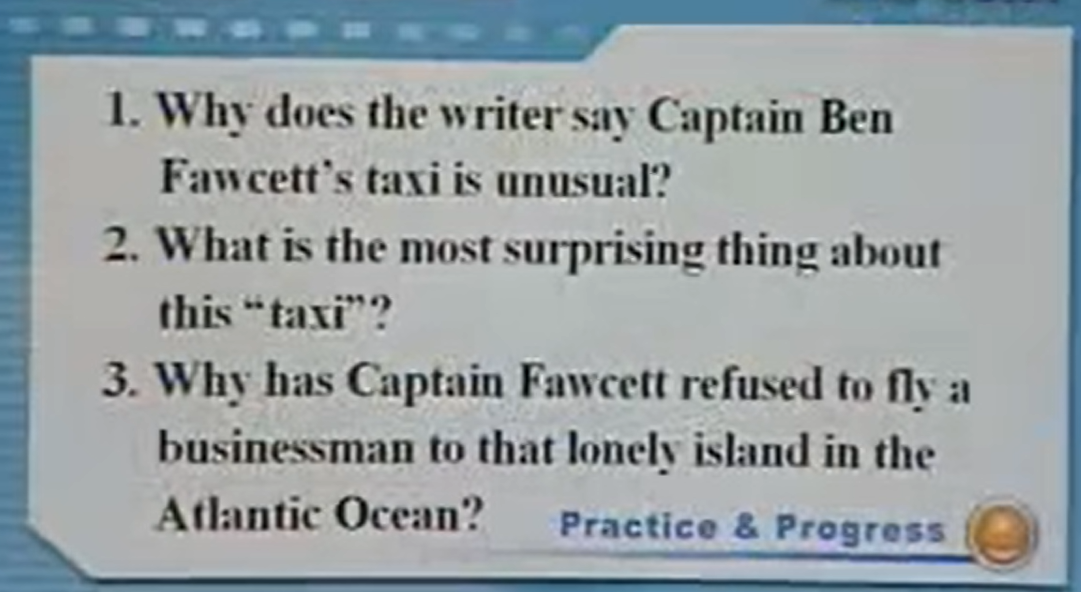 1. Why does the writer say Captain Ben
Fawcett's taxi is unusual?
2. What is the most surprising thing about
this “taxi”?
3. Why has Captain Fawcett refused to fly a
businessman to that lonely island in the
Atlantic Ocean?
Practice & Progress